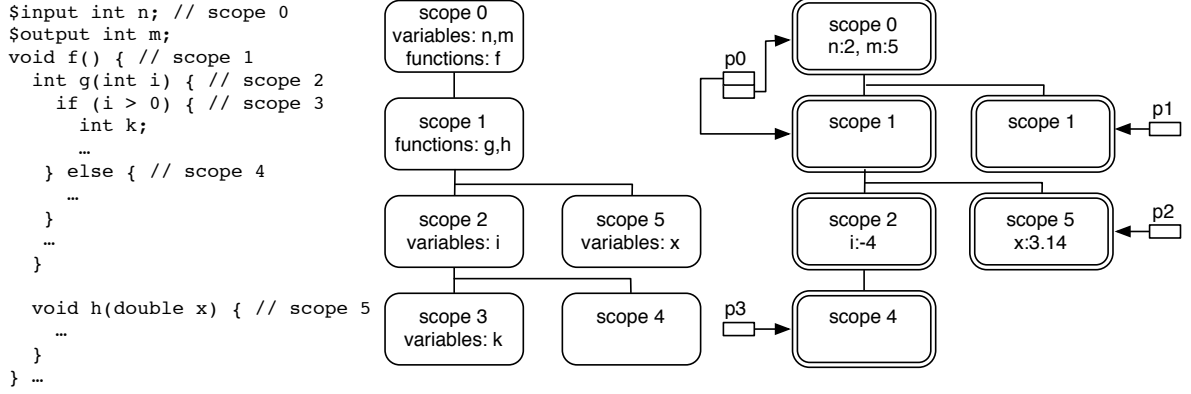 $input int n; // scope 0
$output int m;
void f() { // scope 1
int g(int i) { // scope 2
if (i > 0) { // scope 3
int k;
…
} else { // scope 4
…
}
…
}
void h(double x) { // scope 5
…
}
} …
scope 0
variables: n,m
functions: f
scope 1
functions: g,h
scope 2
variables: i
scope 5
variables: x
scope 3
variables: k
scope 4
p0
scope 0
n:2, m:5
scope 1
scope 1
p1
scope 2
i:-4
scope 5
x:3.14
p2
p3
scope 4